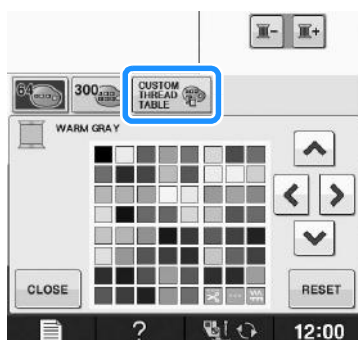 64
300
CUSTOM
THREAD
TABLE
WARM GRAY
CLOSE
RESET
?
12:00